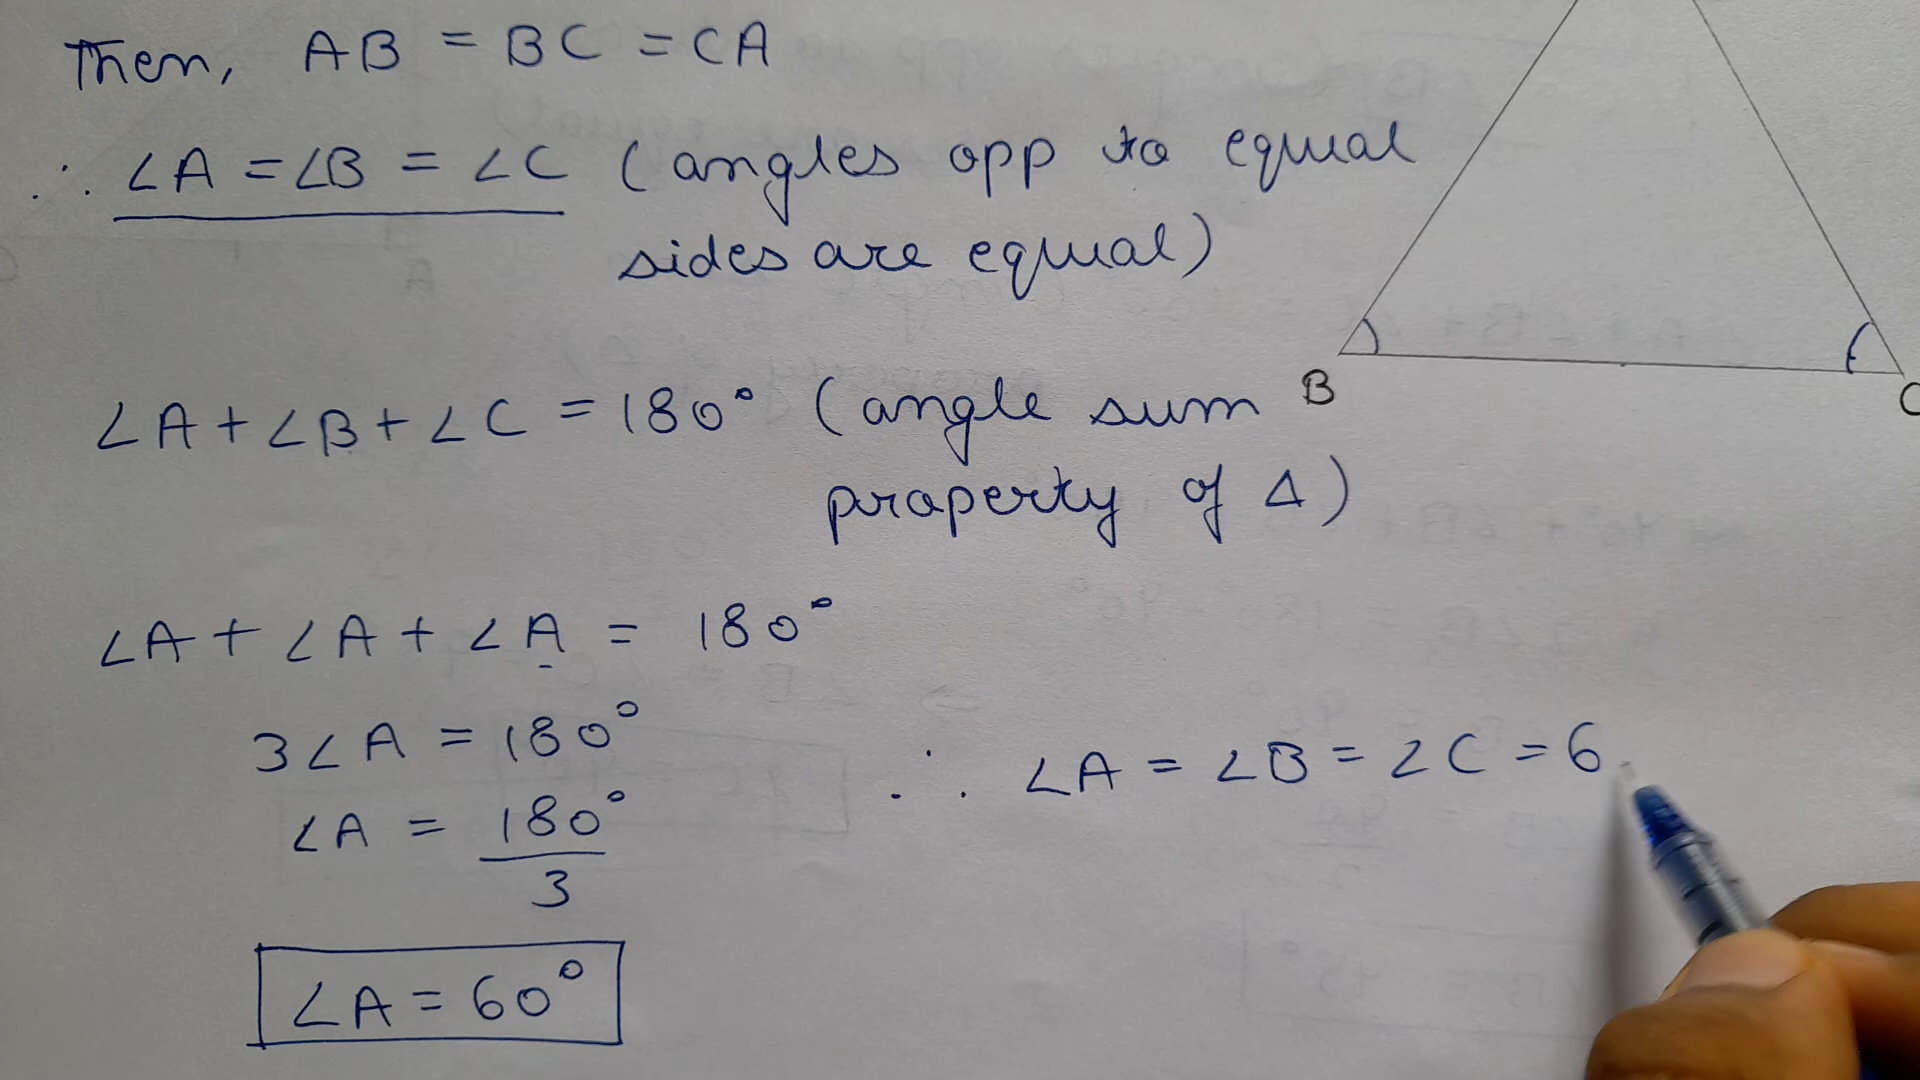 Then, AB = BC = CA
∴ ∠A = ∠B = ∠C (angles opp to equal
sides are equal)
B
C
∠A + ∠B + ∠C = 180° (angle sum
property of Δ)
∠A + ∠A + ∠A = 180°
3∠A = 180°
∠A = 180°
3
∠A = 60°
∴ ∠A = ∠B = ∠C = 6